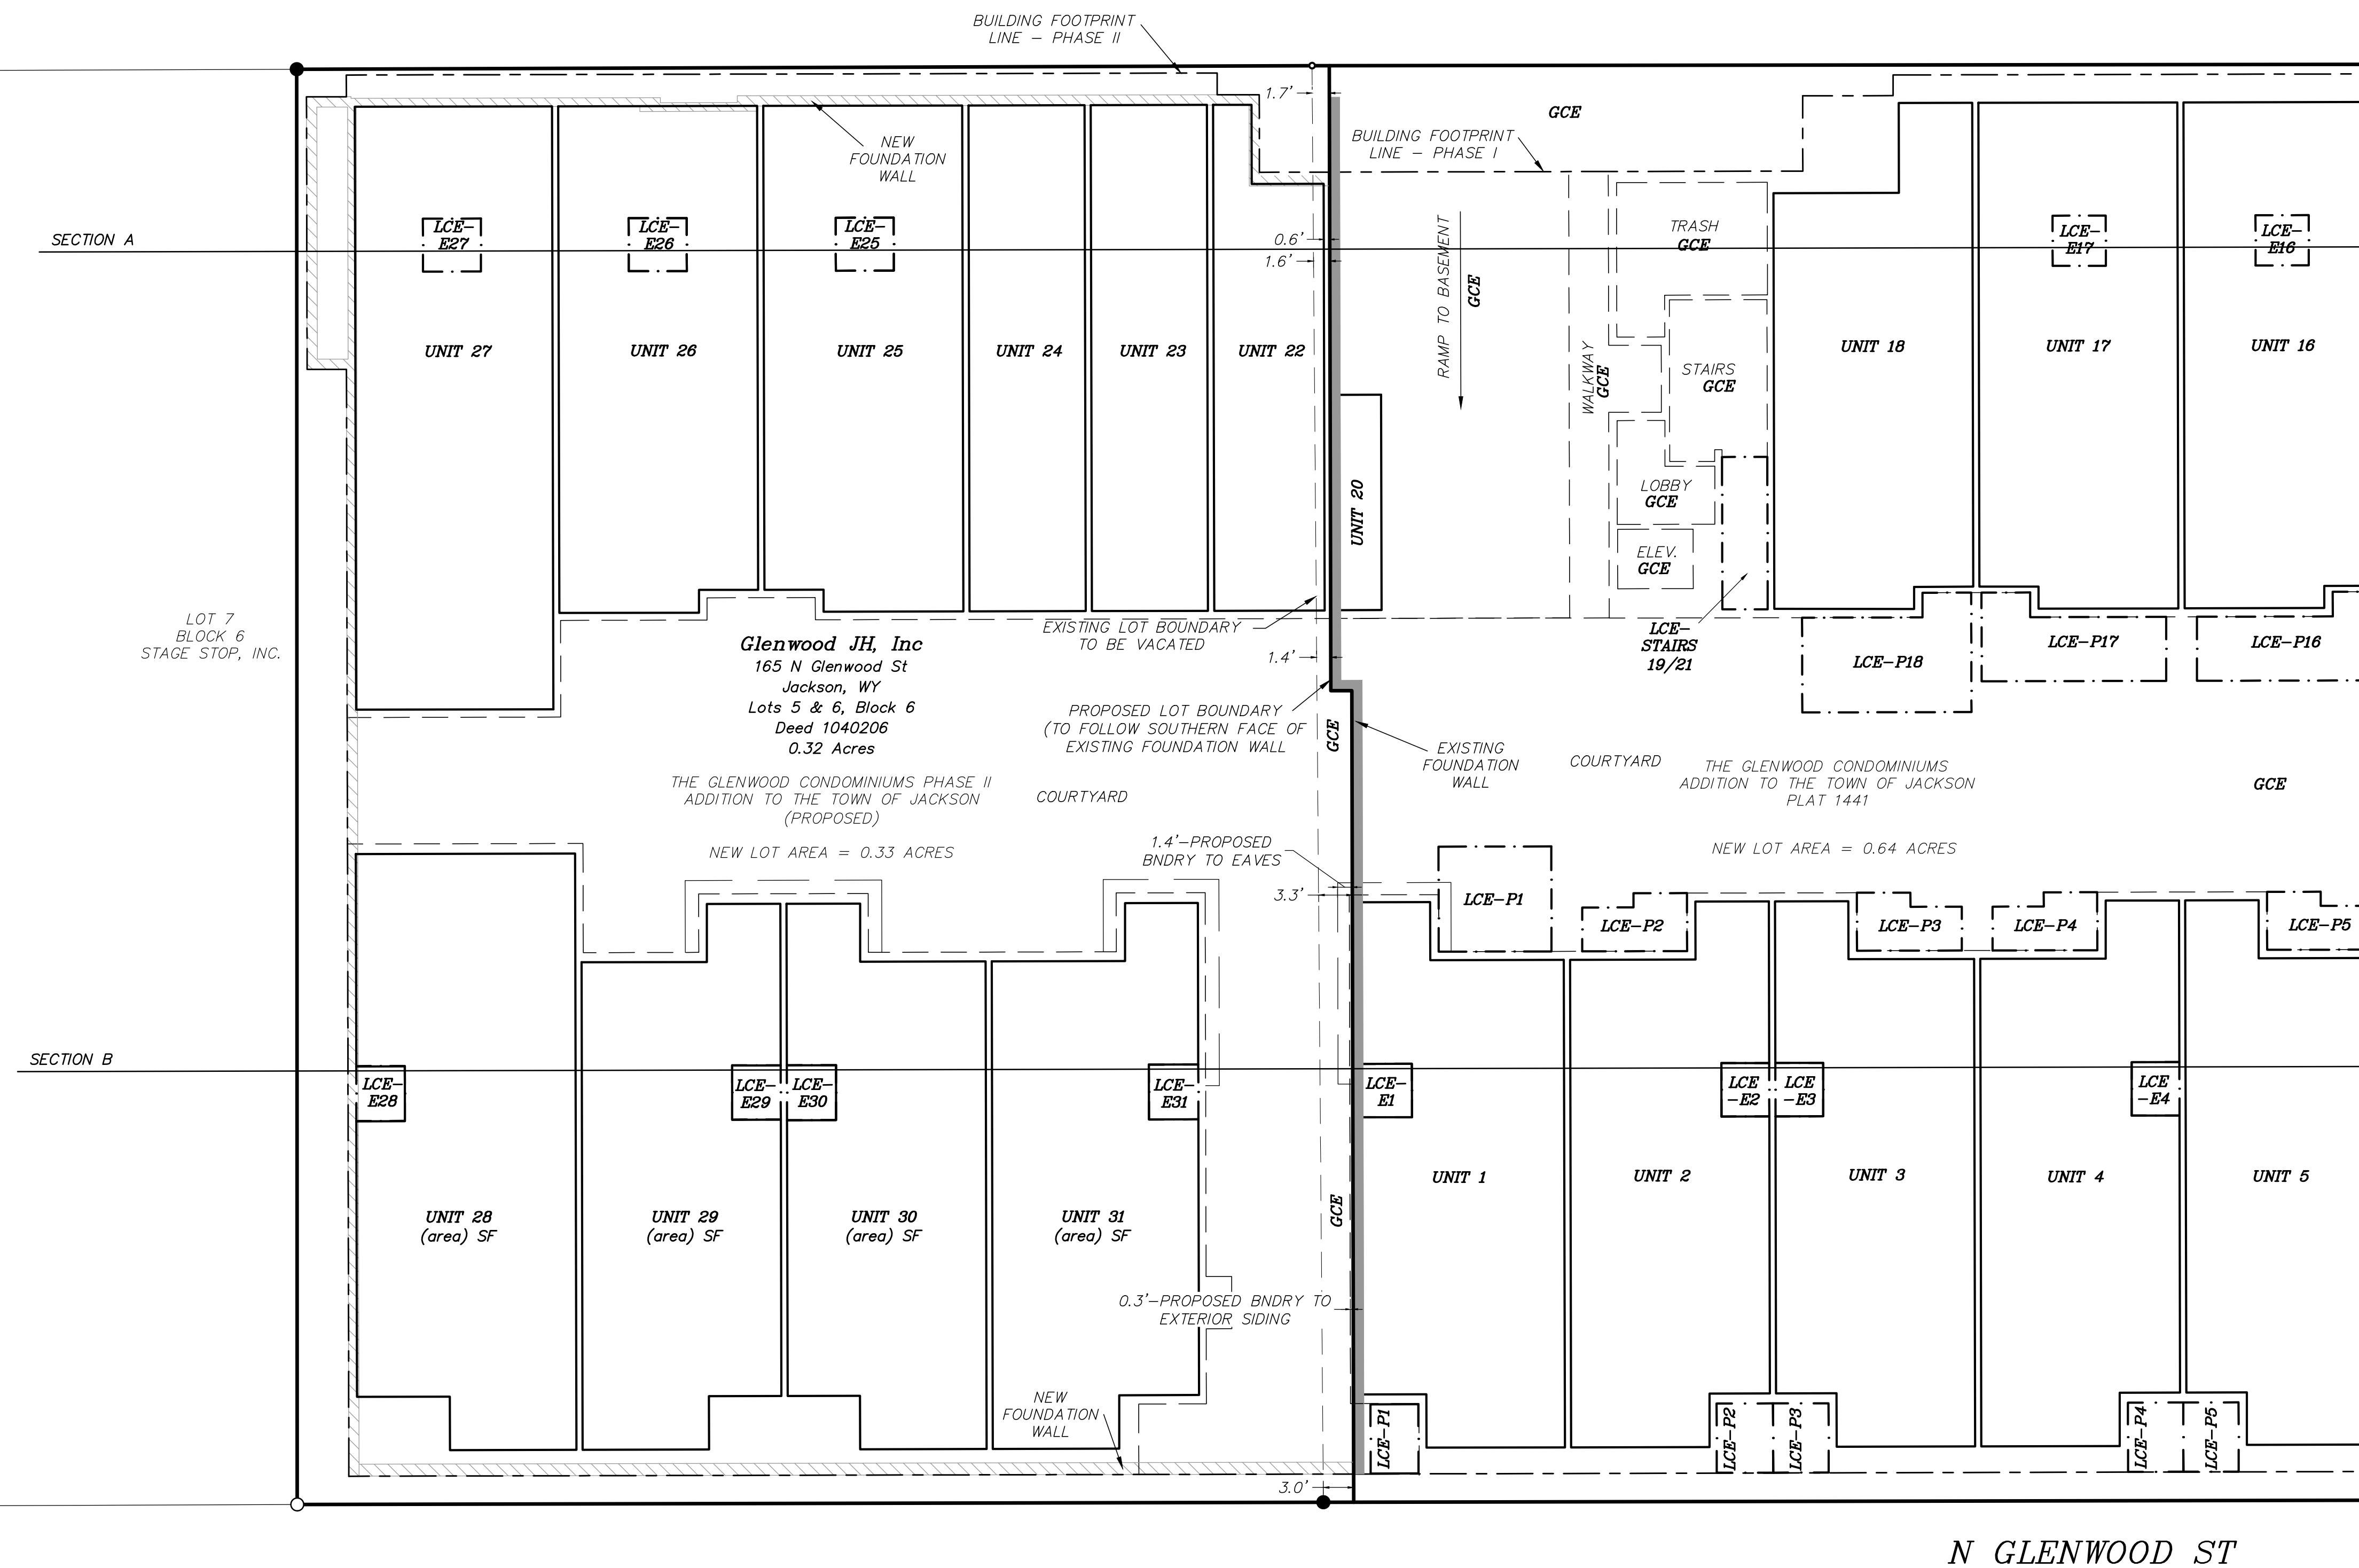 BUILDING FOOTPRINT
LINE – PHASE II
1.7'
GCE
BUILDING FOOTPRINT
LINE – PHASE I
NEW
FOUNDATION
WALL
SECTION A
LCE-
E27
LCE-
E26
LCE-
E25
0.6'
1.6'
RAMP TO BASEMENT
GCE
TRASH
GCE
LCE-
E17
LCE-
E16
UNIT 27
UNIT 26
UNIT 25
UNIT 24
UNIT 23
UNIT 22
WALKWAY
GCE
STAIRS
GCE
UNIT 18
UNIT 17
UNIT 16
UNIT 20
LOBBY
GCE
ELEV.
GCE
LOT 7
BLOCK 6
STAGE STOP, INC.
Glenwood JH, Inc
165 N Glenwood St
Jackson, WY
Lots 5 & 6, Block 6
Deed 1040206
0.32 Acres
EXISTING LOT BOUNDARY
TO BE VACATED
1.4'
LCE-
STAIRS
19/21
LCE-P18
LCE-P17
LCE-P16
PROPOSED LOT BOUNDARY
(TO FOLLOW SOUTHERN FACE OF
EXISTING FOUNDATION WALL
GCE
EXISTING
FOUNDATION
WALL
THE GLENWOOD CONDOMINIUMS PHASE II
ADDITION TO THE TOWN OF JACKSON
(PROPOSED)
COURTYARD
NEW LOT AREA = 0.33 ACRES
COURTYARD
THE GLENWOOD CONDOMINIUMS
ADDITION TO THE TOWN OF JACKSON
PLAT 1441
GCE
NEW LOT AREA = 0.64 ACRES
1.4'-PROPOSED
BNDRY TO EAVES
3.3'
LCE-P1
LCE-P2
LCE-P3
LCE-P4
LCE-P5
SECTION B
LCE-
E28
LCE-
E29
LCE-
E30
LCE-
E31
LCE-
E1
LCE
-E2
LCE
-E3
LCE
-E4
UNIT 28
(area) SF
UNIT 29
(area) SF
UNIT 30
(area) SF
UNIT 31
(area) SF
GCE
UNIT 1
UNIT 2
UNIT 3
UNIT 4
UNIT 5
0.3'-PROPOSED BNDRY TO
EXTERIOR SIDING
NEW
FOUNDATION
WALL
LCE-P1
LCE-P2
LCE-P3
LCE-P4
LCE-P5
3.0'
N GLENWOOD ST